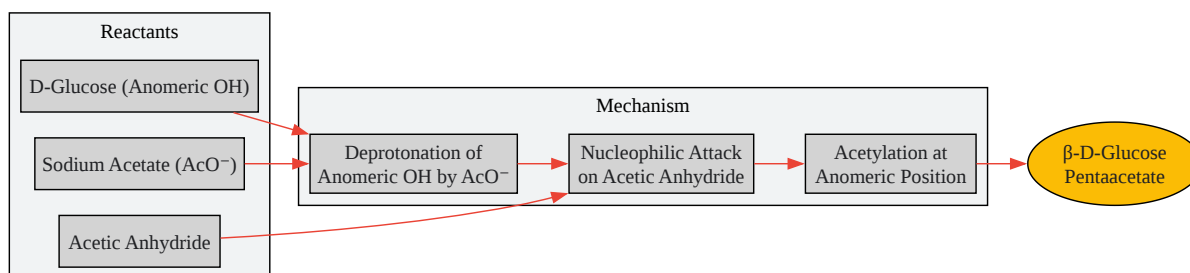 Reactants
D-Glucose (Anomeric OH)
Sodium Acetate (AcO⁻)
Acetic Anhydride
Mechanism
Deprotonation of
Anomeric OH by AcO⁻
Nucleophilic Attack
on Acetic Anhydride
Acetylation at
Anomeric Position
β-D-Glucose
Pentaacetate